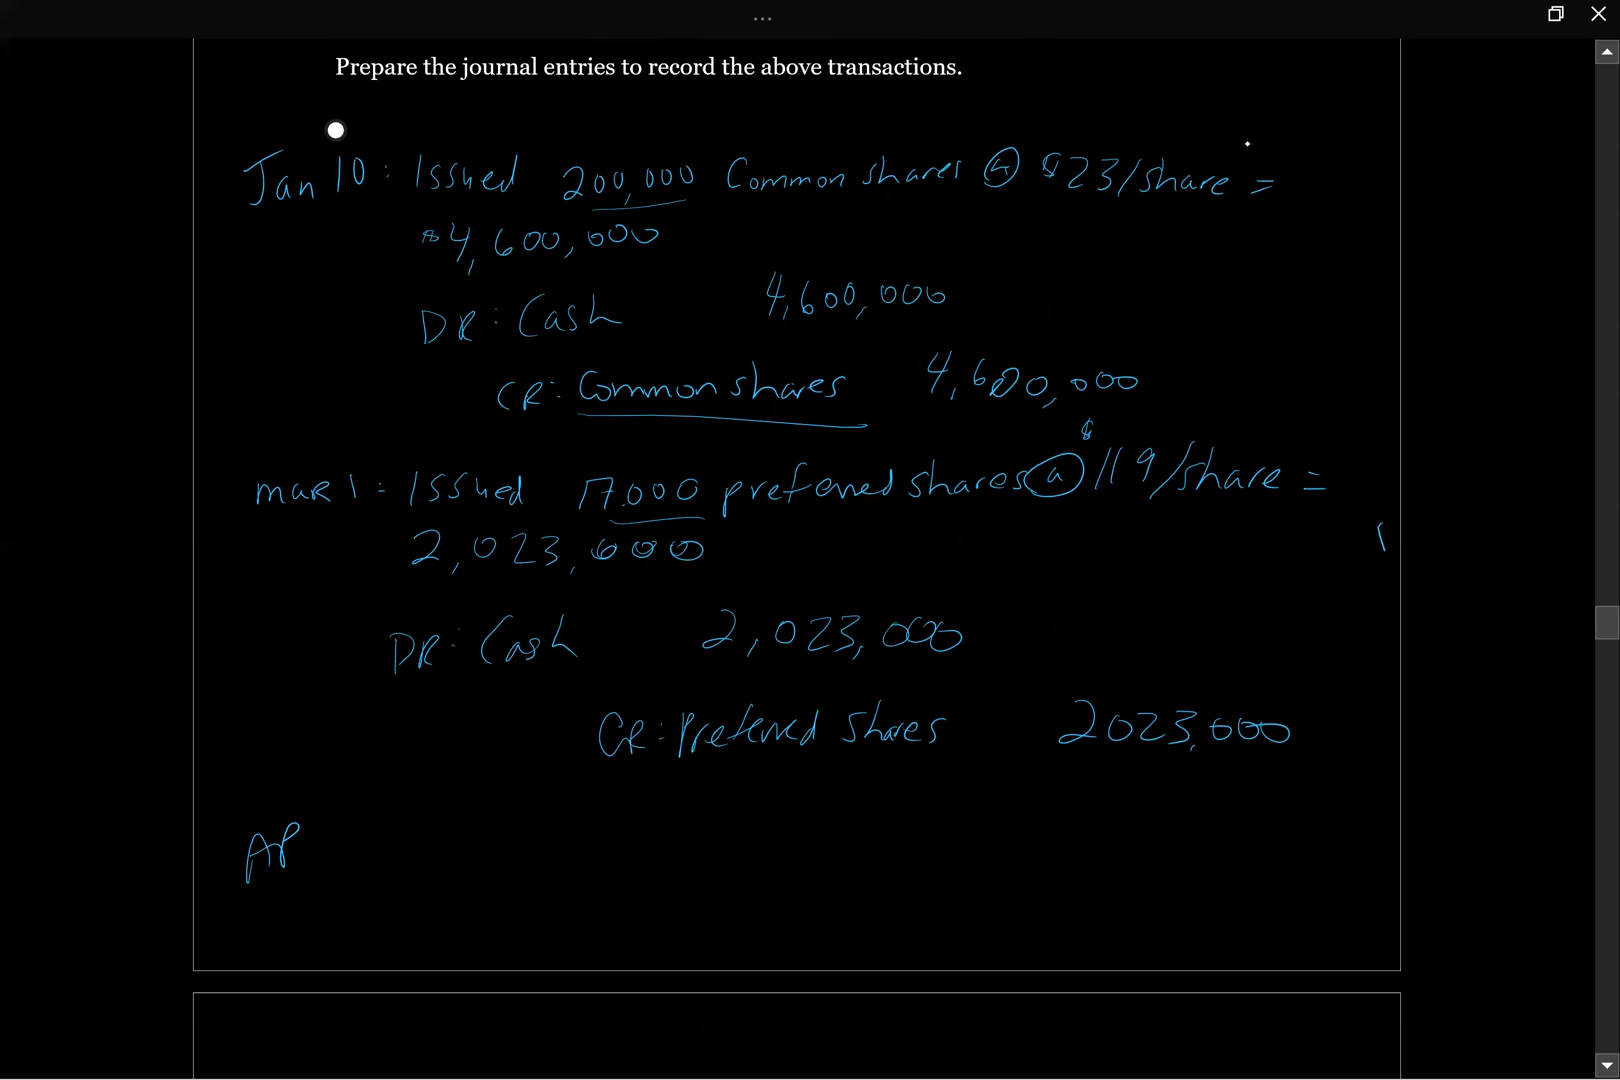 Prepare the journal entries to record the above transactions.
Jan 10: Issued 200,000 Common shares @ $23/share =
$4,600,000
DR: Cash 4,600,000
CR: Common shares 4,600,000
mar 1: Issued 17,000 preferred shares @ $119/share =
2,023,000
DR: Cash 2,023,000
CR: Preferred shares 2023,000
AP